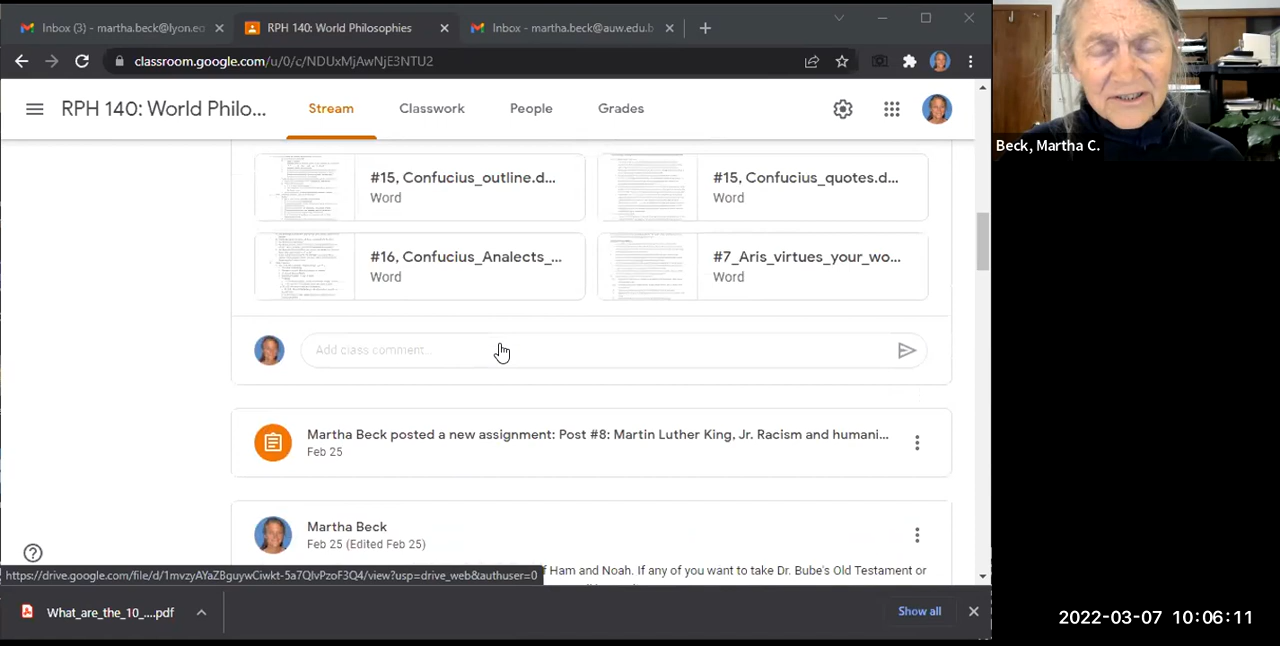 Inbox (3) - martha.beck@lyon.ed
RPH 140: World Philosophies
Inbox - martha.beck@auw.edu.b
classroom.google.com/u/0/c/NDUxMjAwNjE3NTU2
RPH 140: World Philo...
Stream
Classwork
People
Grades
Beck, Martha C.
#15, Confucius_outline.d...
Word
#15. Confucius_quotes.d...
Word
#16, Confucius_Analects_...
Word
#7_Aris_virtues_your_wo...
Word
Add class comment...
Martha Beck posted a new assignment: Post #8: Martin Luther King, Jr. Racism and humani...
Feb 25
Martha Beck
Feb 25 (Edited Feb 25)
of Ham and Noah. If any of you want to take Dr. Bube's Old Testament or
https://drive.google.com/file/d/1mvzyAYaZBguywCiwkt-5a7QlvPzoF3Q4/view?usp=drive_web&authuser=0
What_are_the_10_....pdf
Show all
2022-03-07 10:06:11